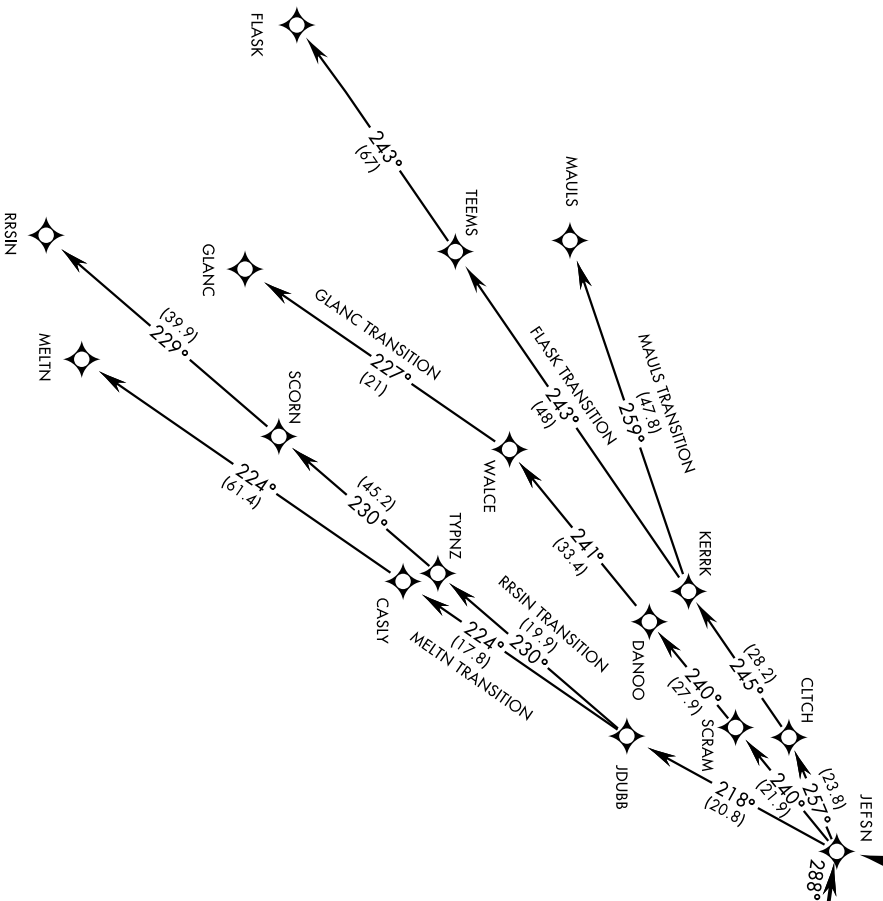 FLASK
243°
(67)
MAULS
TEEMS
RRSIN
GLANC
GLANC TRANSITION
227°
(21)
FLASK TRANSITION
243°
(48)
MAULS TRANSITION
(47.8)
259°
(39.9)
229°
MELTN
SCORN
WALCE
224°
(61.4)
(45.2)
230°
TYPNZ
241°
(33.4)
KERRK
CASLY
RRSIN TRANSITION
(19.9)
230°
224°
(17.8)
MELTN TRANSITION
DANOO
(28.2)
245°
240°
(27.9)
CLTCH
SCRAM
JDUBB
218°
(20.8)
240°
(21.9)
(23.8)
257°
JEFSN
288°